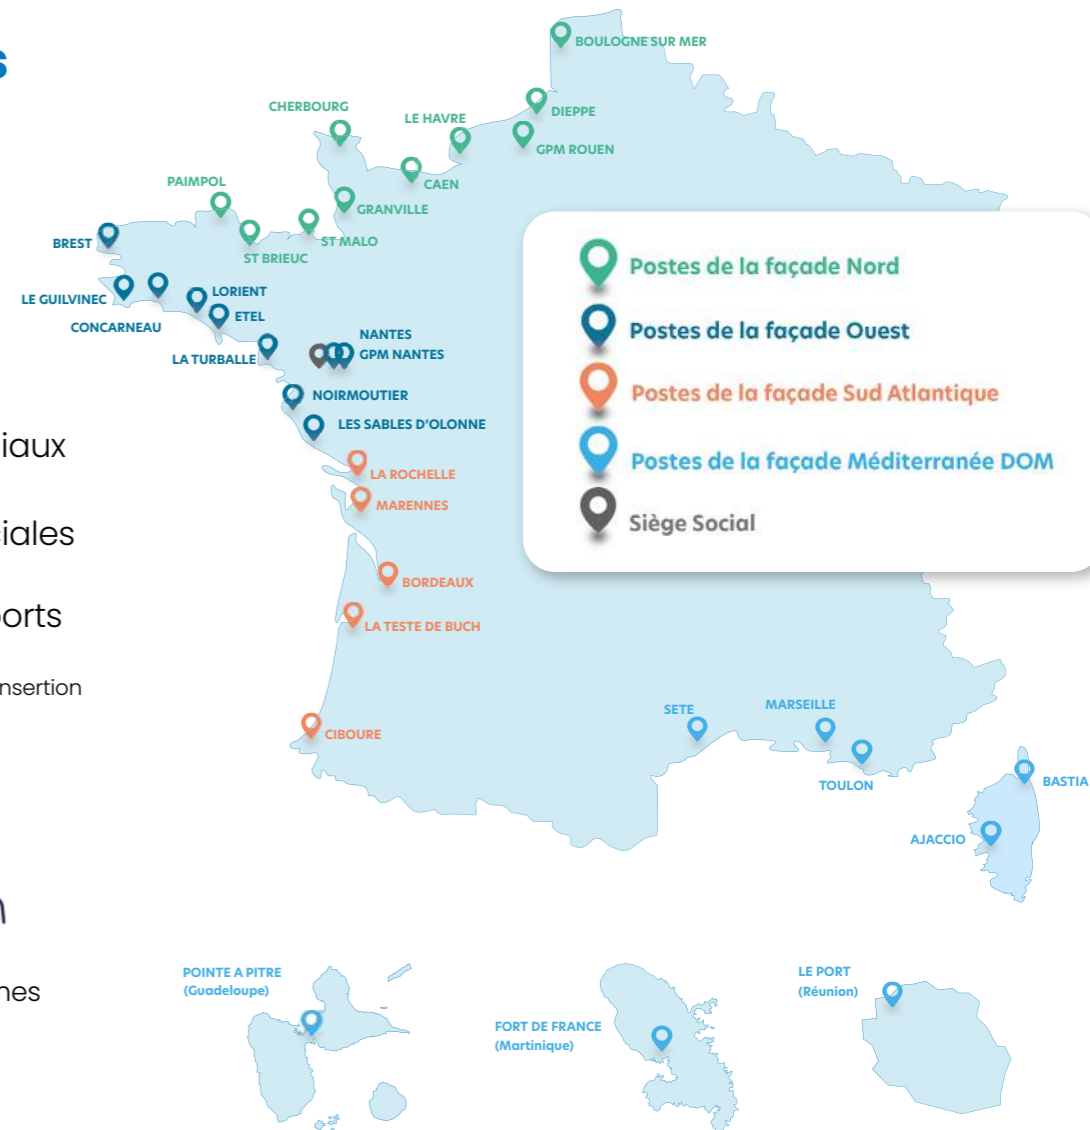 s
BOULOGNE SUR MER
CHERBOURG
DIEPPE
LE HAVRE
GPM ROUEN
PAIMPOL
CAEN
GRANVILLE
BREST
ST MALO
ST BRIEUC
Postes de la façade Nord
LE GUILVINEC
LORIENT
ETEL
CONCARNEAU
Postes de la façade Ouest
NANTES
GPM NANTES
LA TURBALLE
NOIRMOUTIER
Postes de la façade Sud Atlantique
LES SABLES D'OLONNE
iaux
Postes de la façade Méditerranée DOM
LA ROCHELLE
MARENNES
Siège Social
ciales
BORDEAUX
orts
LA TESTE DE BUCH
nsertion
SETE
MARSEILLE
CIBOURE
TOULON
BASTIA
AJACCIO
n
POINTE A PITRE
(Guadeloupe)
nes
LE PORT
(Réunion)
FORT DE FRANCE
(Martinique)